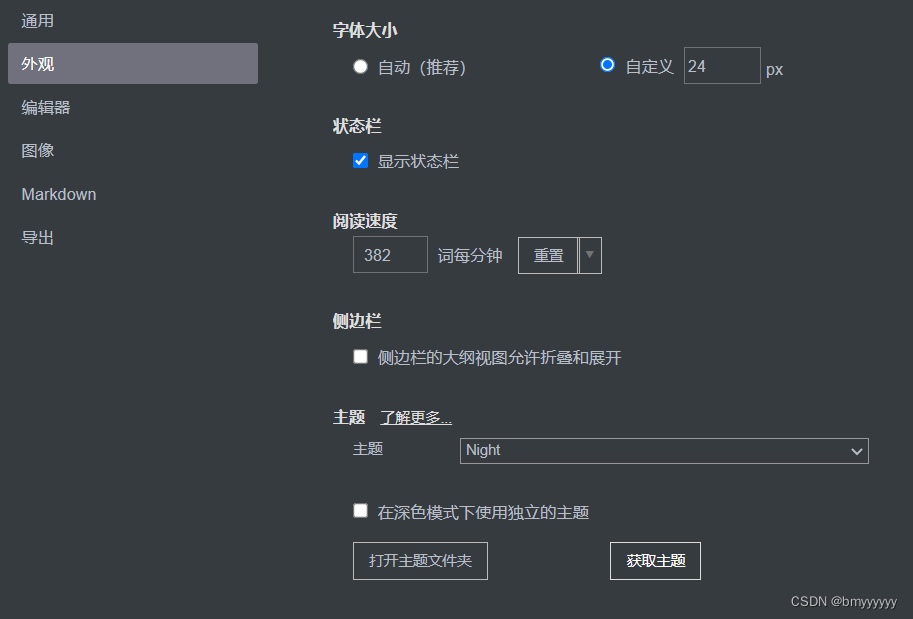 通用
外观
编辑器
图像
Markdown
导出
字体大小
自动（推荐） 自定义 24 px
状态栏
显示状态栏
阅读速度
382 词每分钟 重置
侧边栏
侧边栏的大纲视图允许折叠和展开
主题 了解更多...
主题 Night
在深色模式下使用独立的主题
打开主题文件夹 获取主题
CSDN @bmyyyyyy